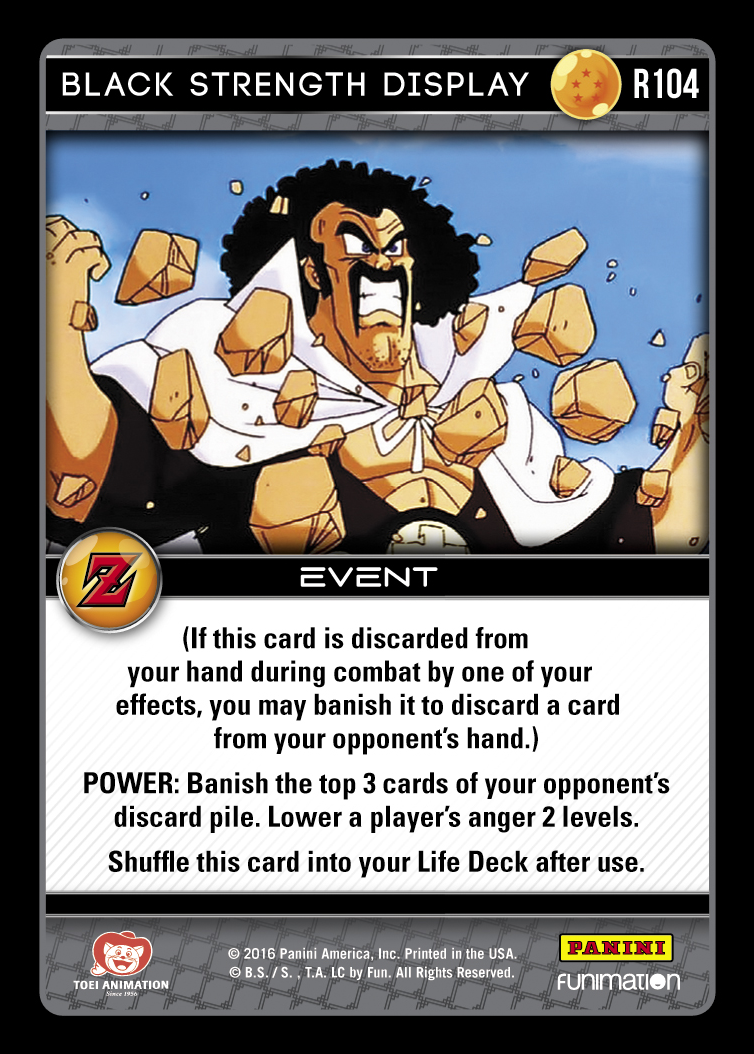 BLACK STRENGTH DISPLAY R104
Z
EVENT
(If this card is discarded from
your hand during combat by one of your
effects, you may banish it to discard a card
from your opponent's hand.)
POWER: Banish the top 3 cards of your opponent's
discard pile. Lower a player's anger 2 levels.
Shuffle this card into your Life Deck after use.
TOEI ANIMATION
Since 1956
© 2016 Panini America, Inc. Printed in the USA.
© B.S. / S. , T.A. LC by Fun. All Rights Reserved.
PANINI
FUNIMATION